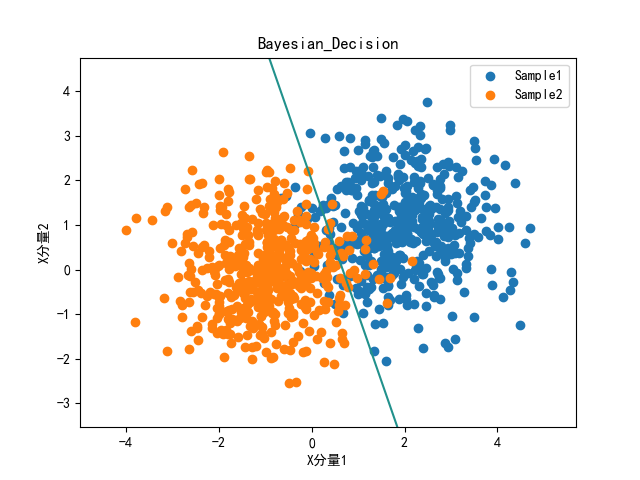 Bayesian_Decision
Sample1
Sample2
4
3
2
1
0
−1
−2
−3
X分量2
−4
−2
0
2
4
X分量1